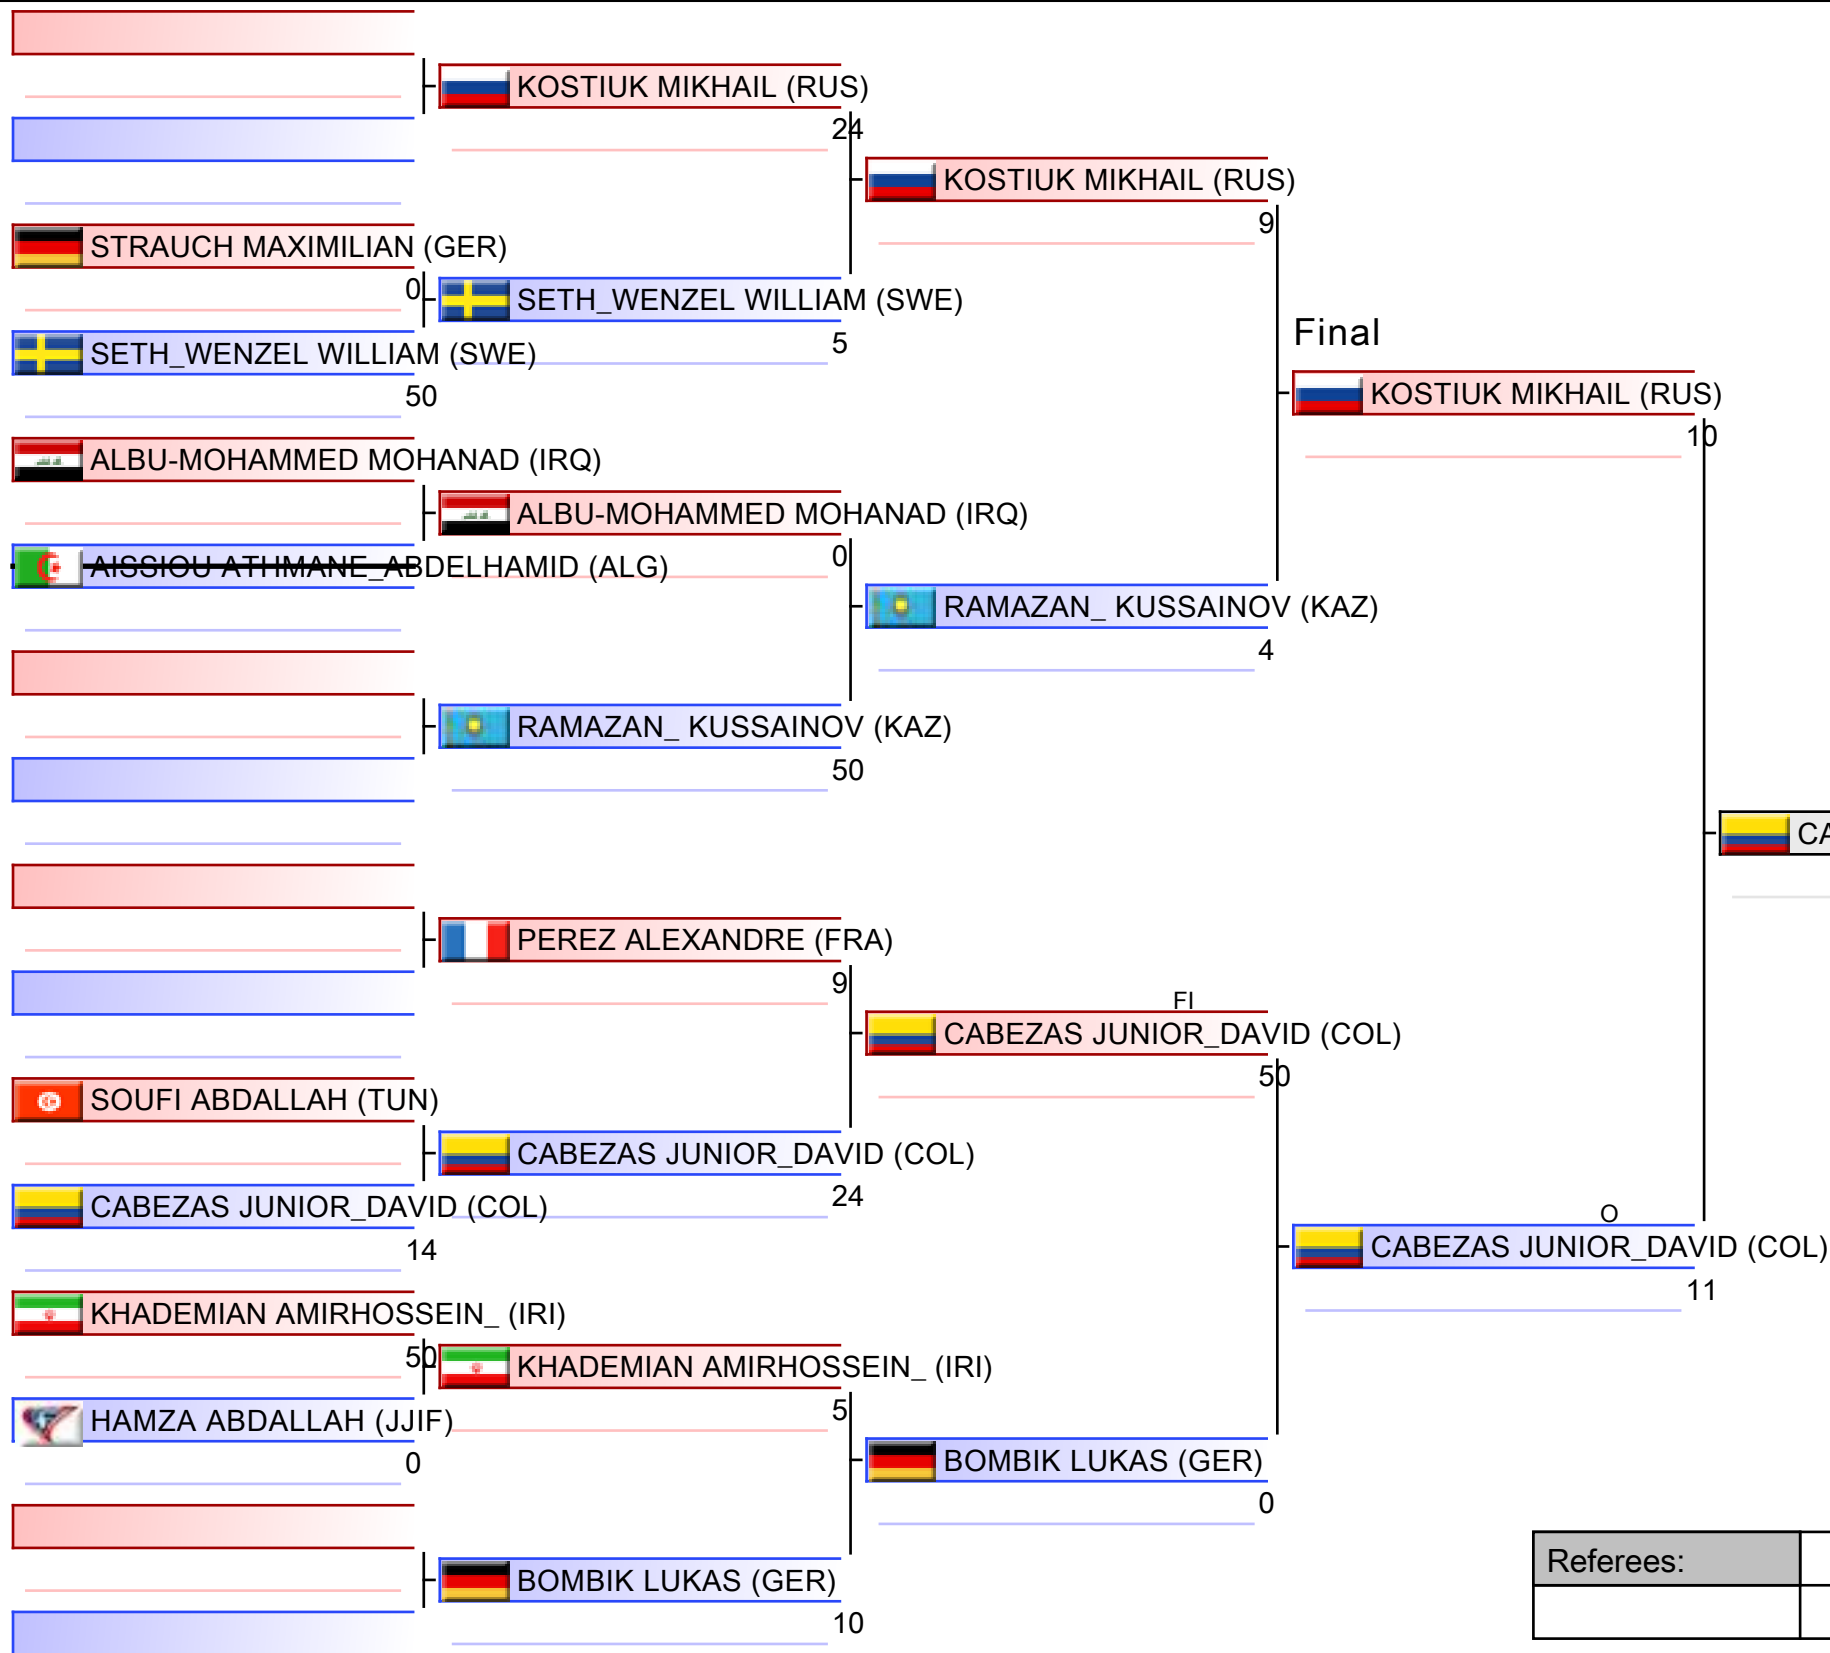 KOSTIUK MIKHAIL (RUS)
24
KOSTIUK MIKHAIL (RUS)
9
STRAUCH MAXIMILIAN (GER)
0
SETH_WENZEL WILLIAM (SWE)
5
Final
SETH_WENZEL WILLIAM (SWE)
50
KOSTIUK MIKHAIL (RUS)
10
ALBU-MOHAMMED MOHANAD (IRQ)
ALBU-MOHAMMED MOHANAD (IRQ)
0
AISSIOU ATHMANE_ABDELHAMID (ALG)
RAMAZAN_ KUSSAINOV (KAZ)
4
RAMAZAN_ KUSSAINOV (KAZ)
50
CA
PEREZ ALEXANDRE (FRA)
9
FI
CABEZAS JUNIOR_DAVID (COL)
50
SOUFI ABDALLAH (TUN)
CABEZAS JUNIOR_DAVID (COL)
24
CABEZAS JUNIOR_DAVID (COL)
14
O
CABEZAS JUNIOR_DAVID (COL)
11
KHADEMIAN AMIRHOSSEIN_ (IRI)
50
KHADEMIAN AMIRHOSSEIN_ (IRI)
5
HAMZA ABDALLAH (JJIF)
0
BOMBIK LUKAS (GER)
0
BOMBIK LUKAS (GER)
10
Referees: